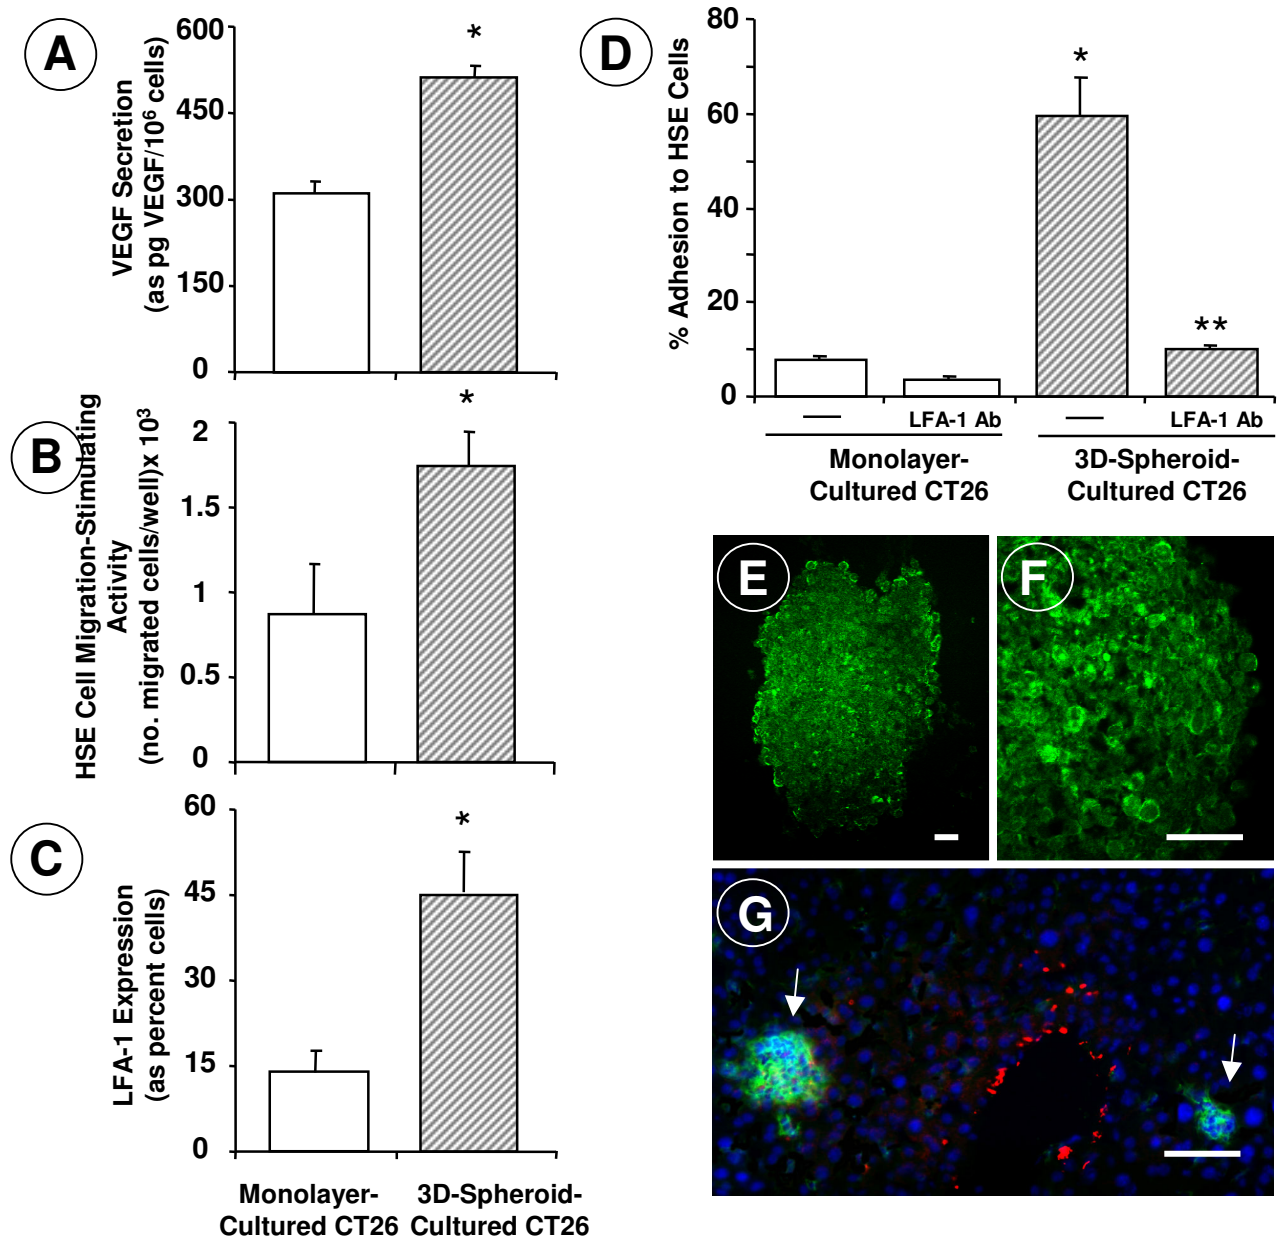 A
600
450
300
150
0
VEGF Secretion
(as pg VEGF/10⁶ cells)
*
B
2
1.5
1
0.5
0
HSE Cell Migration-Stimulating
Activity
(no. migrated cells/well)x 10³
*
C
60
45
30
15
0
LFA-1 Expression
(as percent cells)
*
Monolayer-
Cultured CT26
3D-Spheroid-
Cultured CT26
D
80
60
40
20
0
% Adhesion to HSE Cells
*
**
— LFA-1 Ab — LFA-1 Ab
Monolayer-
Cultured CT26
3D-Spheroid-
Cultured CT26
E
F
G